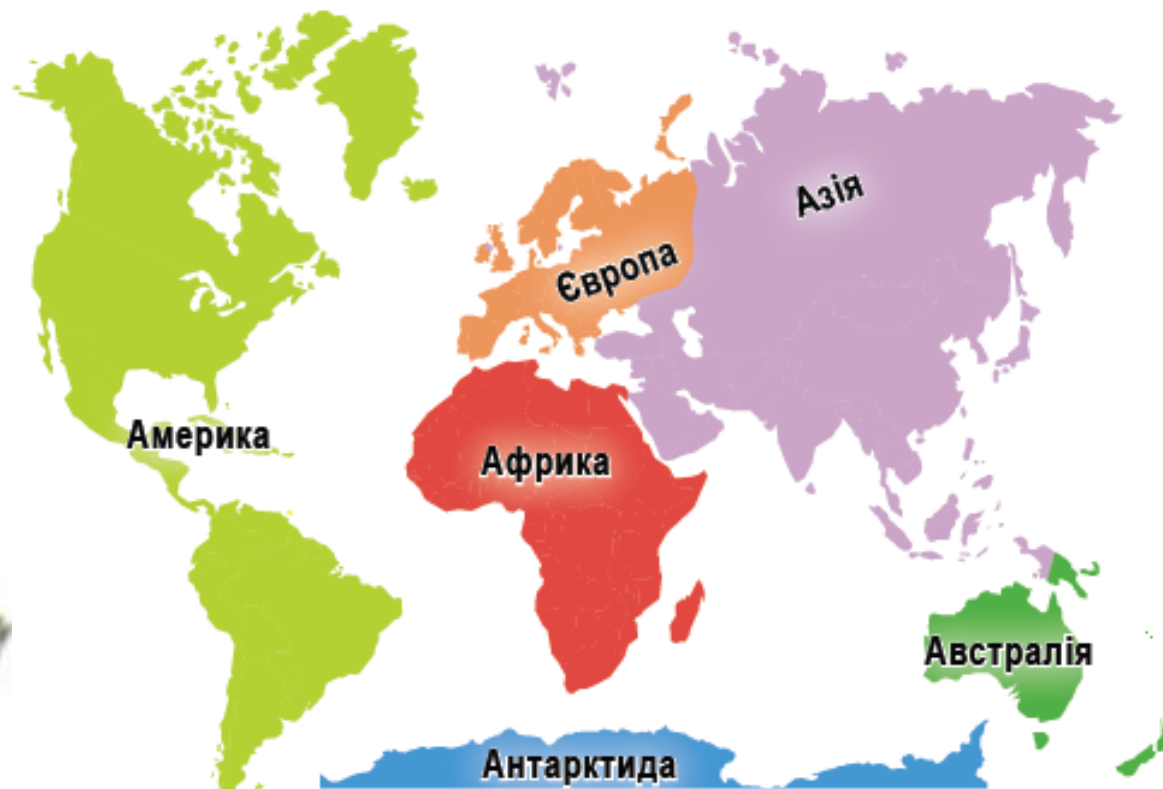 Азія
Європа
Америка
Африка
Австралія
Антарктида